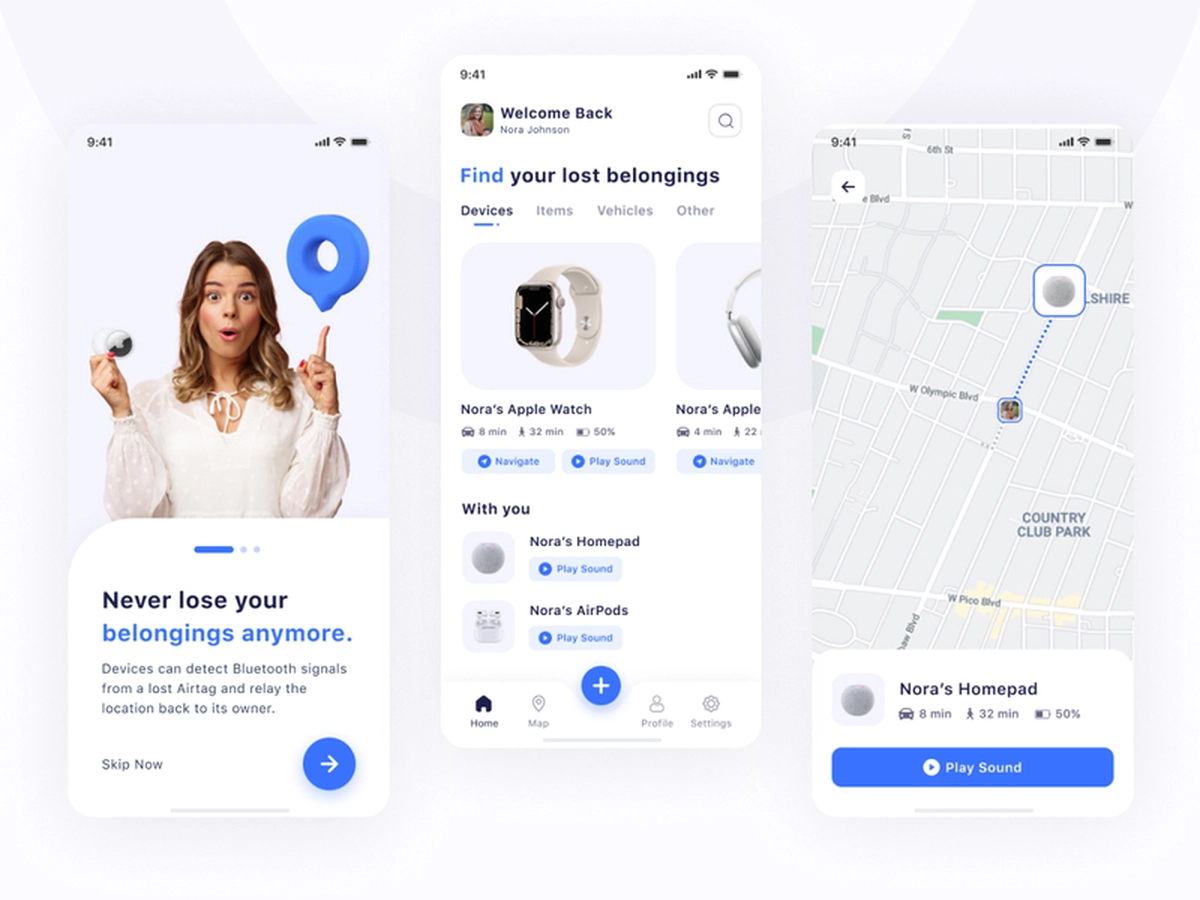 9:41
Never lose your
belongings anymore.
Devices can detect Bluetooth signals
from a lost Airtag and relay the
location back to its owner.
Skip Now
9:41
Welcome Back
Nora Johnson
Find your lost belongings
Devices Items Vehicles Other
Nora's Apple Watch
8 min 32 min 50%
Navigate Play Sound
Nora's Apple
4 min 22
Navigate
With you
Nora's Homepad
Play Sound
Nora's AirPods
Play Sound
Home Map Profile Settings
9:41
6th St
e Blvd
W
LSHIRE
W Olympic Blvd
COUNTRY
CLUB PARK
W Pico Blvd
haw Blvd
Nora's Homepad
8 min 32 min 50%
Play Sound